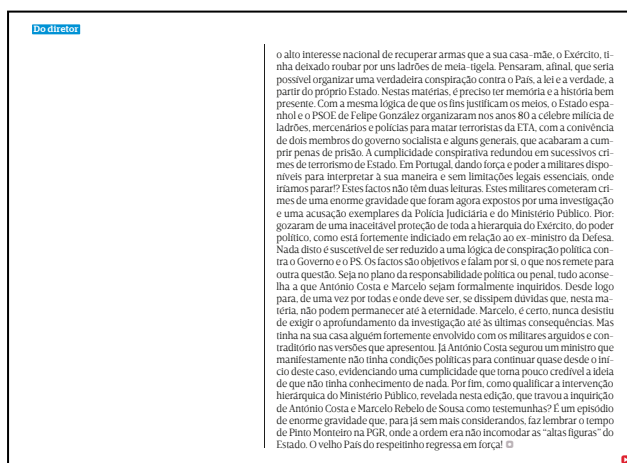 Do diretor
o alto interesse nacional de recuperar armas que a sua casa-mãe, o Exército, ti-
nha deixado roubar por uns ladrões de meia-tigela. Pensaram, afinal, que seria
possível organizar uma verdadeira conspiração contra o País, a lei e a verdade, a
partir do próprio Estado. Nestas matérias, é preciso ter memória e a história bem
presente. Com a mesma lógica de que os fins justificam os meios, o Estado espa-
nhol e o PSOE de Felipe González organizaram nos anos 80 a célebre milícia de
ladrões, mercenários e polícias para matar terroristas da ETA, com a conivência
de dois membros do governo socialista e alguns generais, que acabaram a cum-
prir penas de prisão. A cumplicidade conspirativa redundou em sucessivos cri-
mes de terrorismo de Estado. Em Portugal, dando força e poder a militares dispo-
níveis para interpretar à sua maneira e sem limitações legais essenciais, onde
iríamos parar!? Estes factos não têm duas leituras. Estes militares cometeram cri-
mes de uma enorme gravidade que foram agora expostos por uma investigação
e uma acusação exemplares da Polícia Judiciária e do Ministério Público. Pior:
gozaram de uma inaceitável proteção de toda a hierarquia do Exército, do poder
político, como está fortemente indiciado em relação ao ex-ministro da Defesa.
Nada disto é suscetível de ser reduzido a uma lógica de conspiração política con-
tra o Governo e o PS. Os factos são objetivos e falam por si, o que nos remete para
outra questão. Seja no plano da responsabilidade política ou penal, tudo aconse-
lha a que António Costa e Marcelo sejam formalmente inquiridos. Desde logo
para, de uma vez por todas e onde deve ser, se dissipem dúvidas que, nesta ma-
téria, não podem permanecer até à eternidade. Marcelo, é certo, nunca desistiu
de exigir o aprofundamento da investigação até às últimas consequências. Mas
tinha na sua casa alguém fortemente envolvido com os militares arguidos e con-
traditório nas versões que apresentou. Já António Costa segurou um ministro que
manifestamente não tinha condições políticas para continuar quase desde o iní-
cio deste caso, evidenciando uma cumplicidade que torna pouco credível a ideia
de que não tinha conhecimento de nada. Por fim, como qualificar a intervenção
hierárquica do Ministério Público, revelada nesta edição, que travou a inquirição
de António Costa e Marcelo Rebelo de Sousa como testemunhas? É um episódio
de enorme gravidade que, para já sem mais considerandos, faz lembrar o tempo
de Pinto Monteiro na PGR, onde a ordem era não incomodar as “altas figuras” do
Estado. O velho País do respeitinho regressa em força!